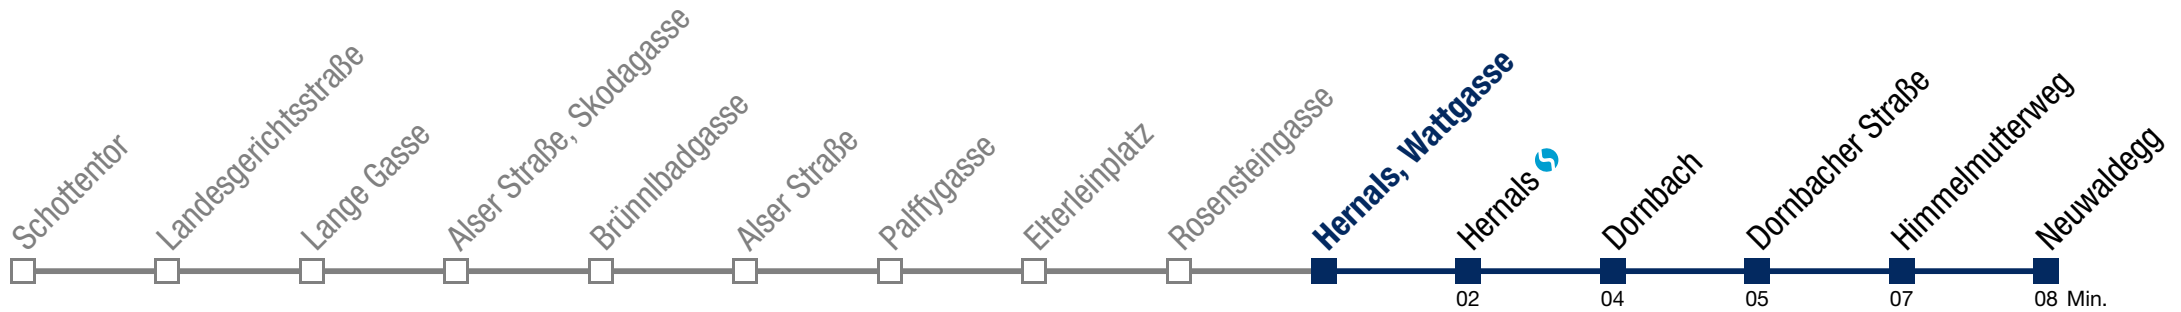 Schottentor
Landesgerichtsstraße
Lange Gasse
Alser Straße, Skodagasse
Brünnlbadgasse
Alser Straße
Palffygasse
Elterleinplatz
Rosensteingasse
Hernals, Wattgasse
Hernals
Dornbach
Dornbacher Straße
Himmelmutterweg
Neuwaldegg
02 04 05 07 08 Min.